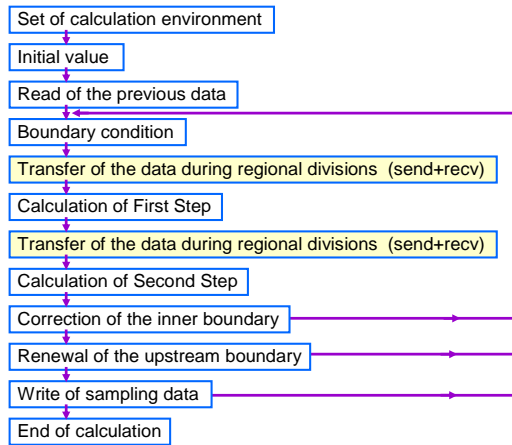 Set of calculation environment
Initial value
Read of the previous data
Boundary condition
Transfer of the data during regional divisions (send+recv)
Calculation of First Step
Transfer of the data during regional divisions (send+recv)
Calculation of Second Step
Correction of the inner boundary
Renewal of the upstream boundary
Write of sampling data
End of calculation